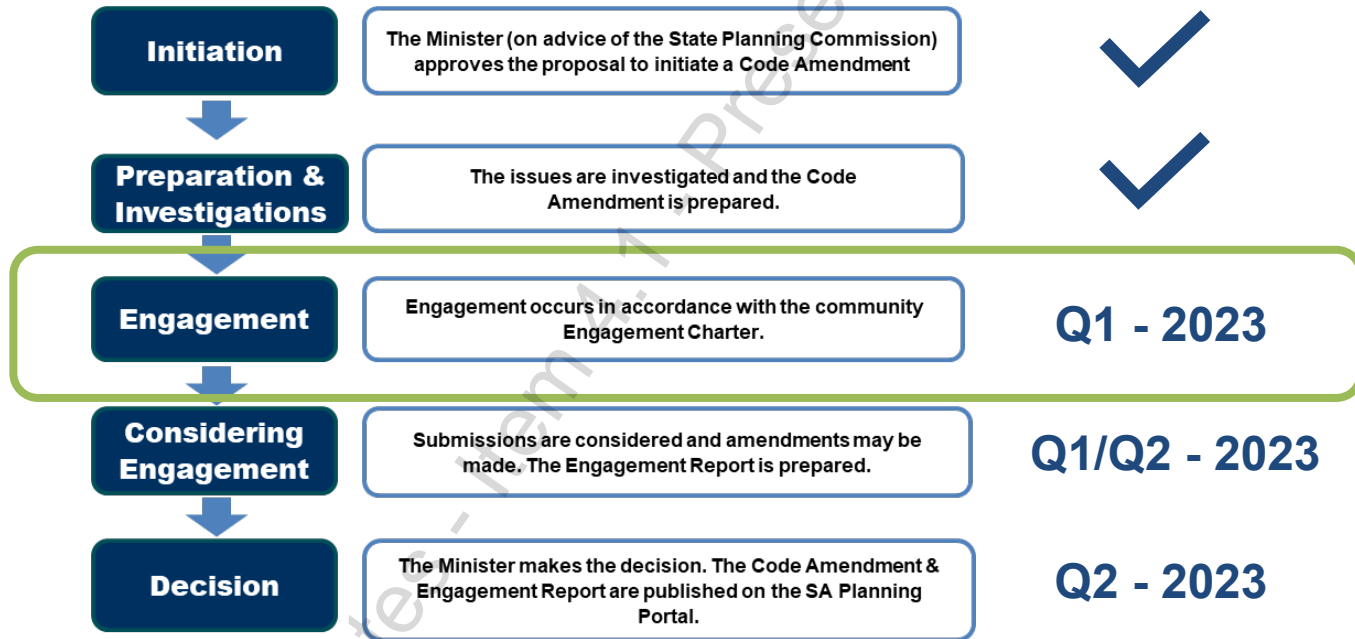 Initiation
The Minister (on advice of the State Planning Commission)
approves the proposal to initiate a Code Amendment
Preparation &
Investigations
The issues are investigated and the Code
Amendment is prepared.
Engagement
Engagement occurs in accordance with the community
Engagement Charter.
Q1 - 2023
Considering
Engagement
Submissions are considered and amendments may be
made. The Engagement Report is prepared.
Q1/Q2 - 2023
Decision
The Minister makes the decision. The Code Amendment &
Engagement Report are published on the SA Planning
Portal.
Q2 - 2023
- Item 4.1 -